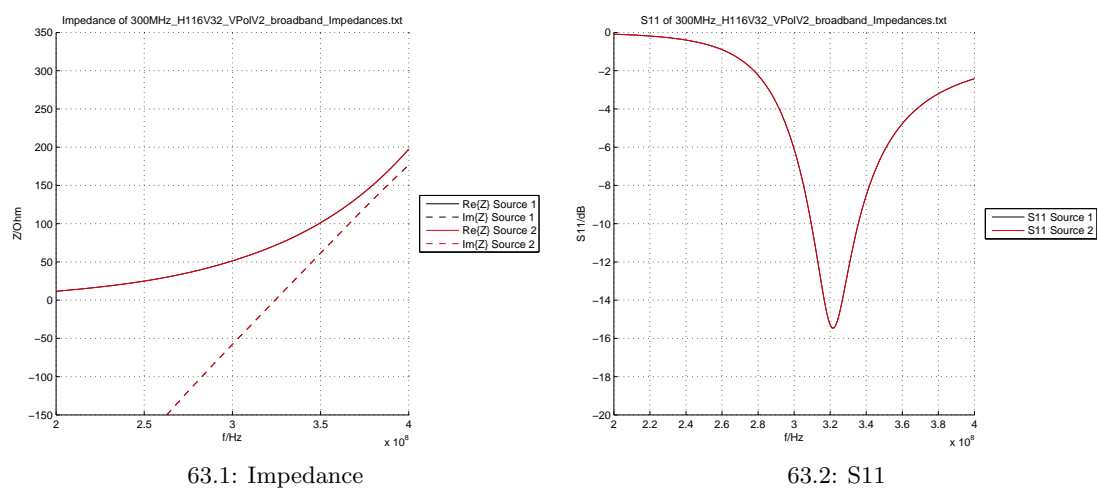 Impedance of 300MHz_H116V32_VPolV2_broadband_Impedances.txt
350
300
250
200
150
100
50
0
−50
−100
−150
Z/Ohm
2
2.5
3
3.5
4
f/Hz
x 10^8
Re{Z} Source 1
Im{Z} Source 1
Re{Z} Source 2
Im{Z} Source 2
63.1: Impedance
S11 of 300MHz_H116V32_VPolV2_broadband_Impedances.txt
0
−2
−4
−6
−8
−10
−12
−14
−16
−18
−20
S11/dB
2
2.2
2.4
2.6
2.8
3
3.2
3.4
3.6
3.8
4
f/Hz
x 10^8
S11 Source 1
S11 Source 2
63.2: S11